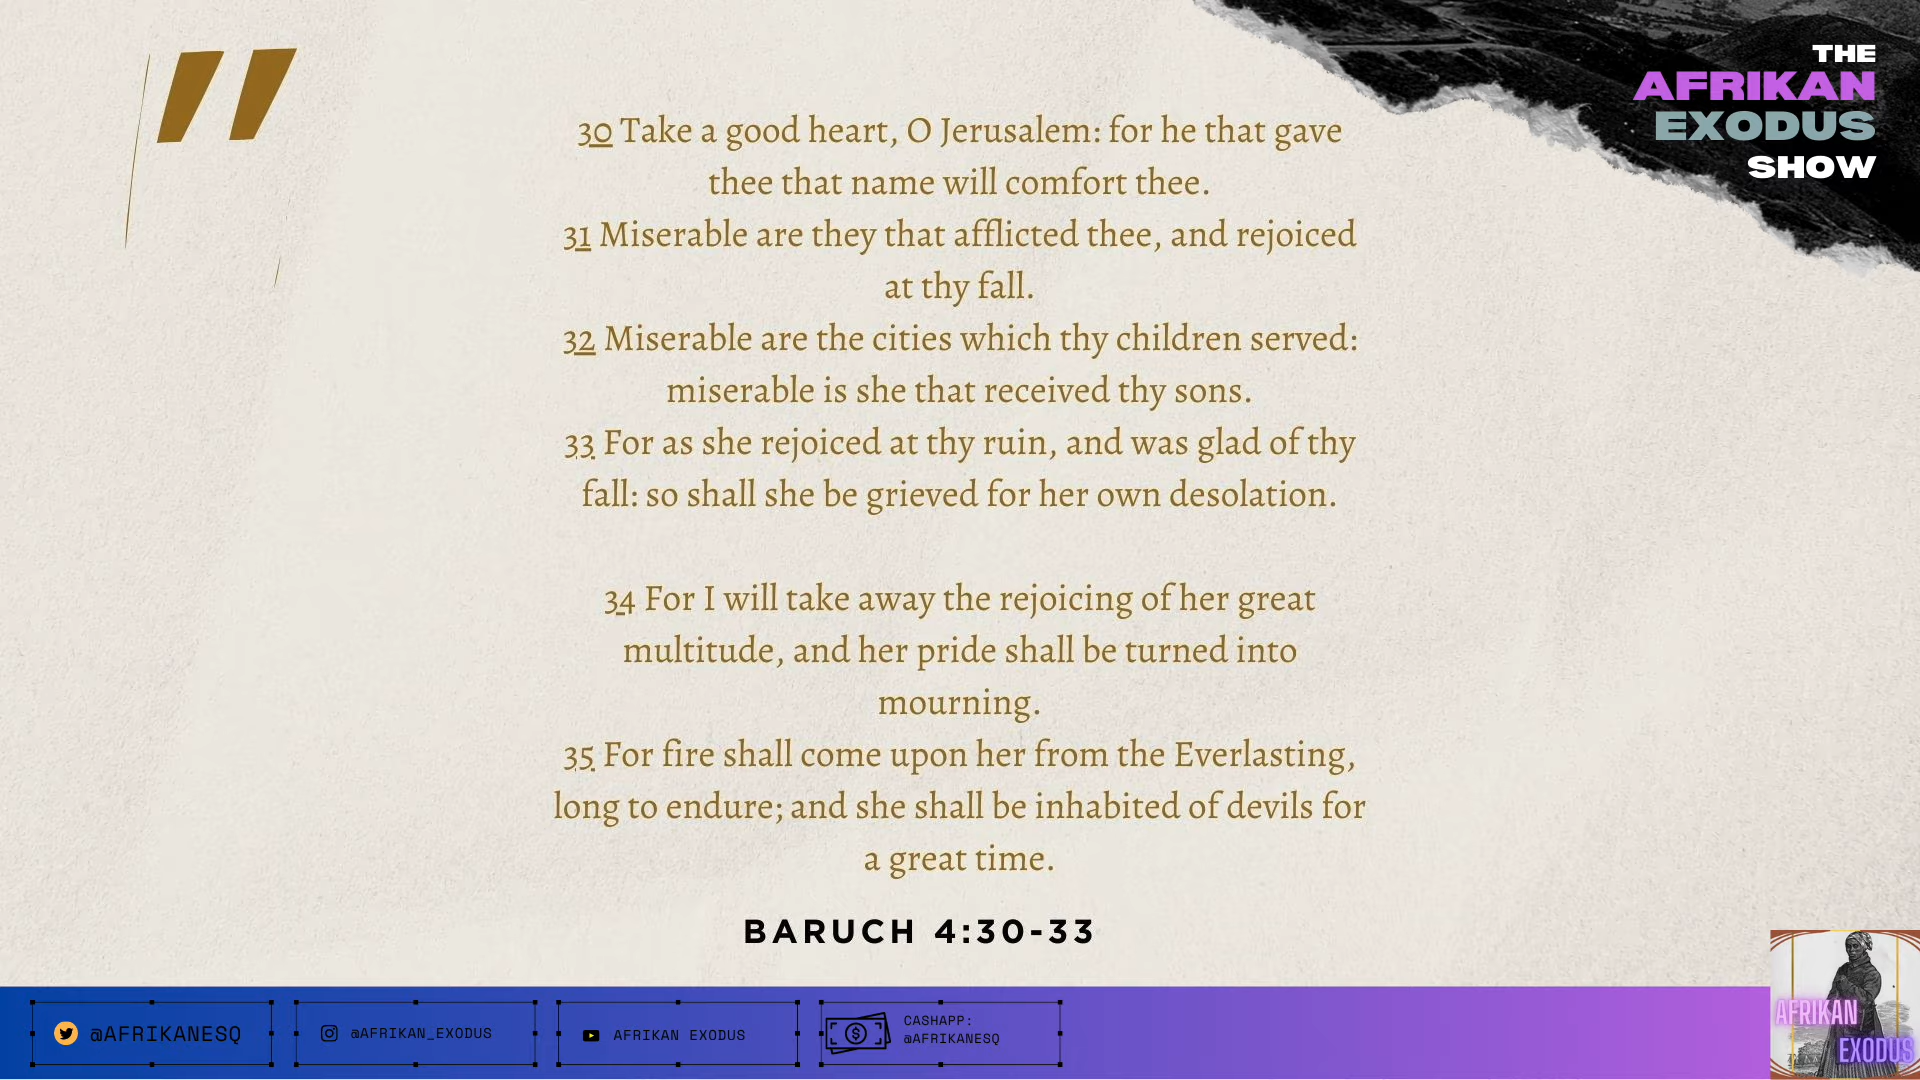 "
THE
AFRIKAN
EXODUS
SHOW
30 Take a good heart, O Jerusalem: for he that gave
thee that name will comfort thee.
31 Miserable are they that afflicted thee, and rejoiced
at thy fall.
32 Miserable are the cities which thy children served:
miserable is she that received thy sons.
33 For as she rejoiced at thy ruin, and was glad of thy
fall: so shall she be grieved for her own desolation.
34 For I will take away the rejoicing of her great
multitude, and her pride shall be turned into
mourning.
35 For fire shall come upon her from the Everlasting,
long to endure; and she shall be inhabited of devils for
a great time.
BARUCH 4:30-33
@AFRIKANESQ
@AFRIKAN_EXODUS
AFRIKAN EXODUS
CASHAPP:
@AFRIKANESQ
AFRIKAN
EXODUS